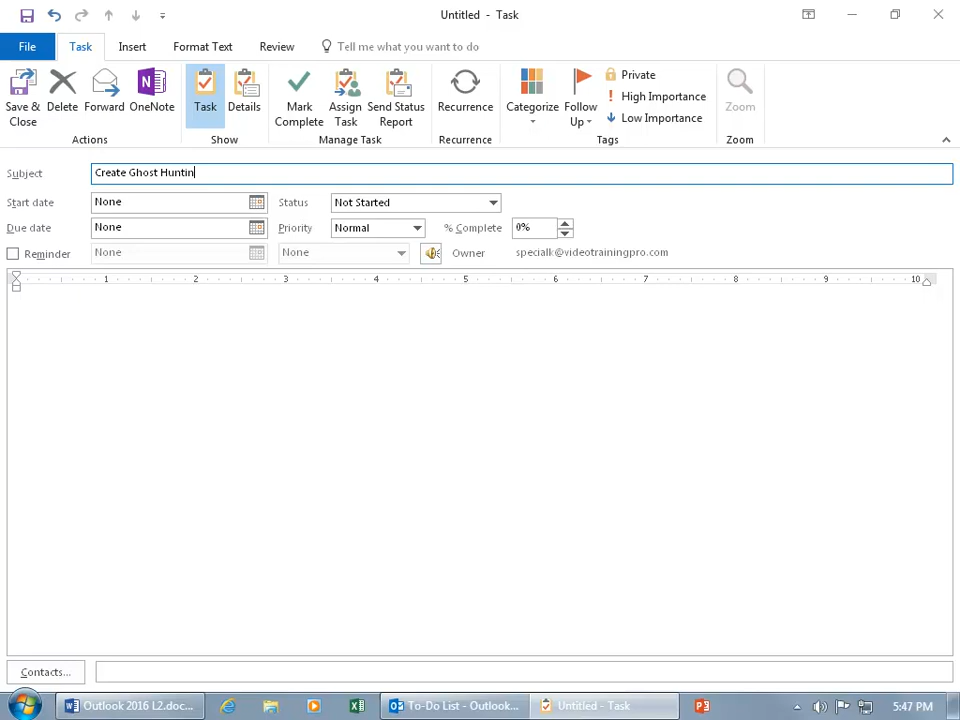 Untitled - Task
File Task Insert Format Text Review Tell me what you want to do
Save & Close
Delete
Forward
OneNote
Actions
Task
Details
Show
Mark Complete
Assign Task
Send Status Report
Manage Task
Recurrence
Recurrence
Categorize
Follow Up
Private
High Importance
Low Importance
Tags
Zoom
Zoom
Subject Create Ghost Huntin
Start date None Status Not Started
Due date None Priority Normal % Complete 0%
Reminder None None Owner specialk@videotrainingpro.com
1 2 3 4 5 6 7 8 9 10
Contacts...
Outlook 2016 L2.doc... To-Do List - Outlook... Untitled - Task 5:47 PM